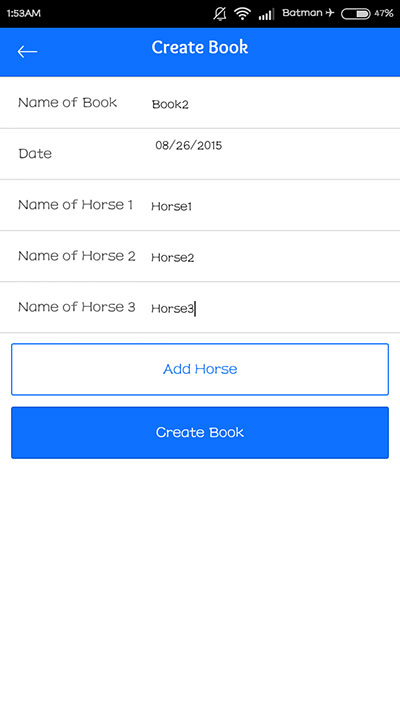 1:53AM Batman 47%
Create Book
Name of Book Book2
Date 08/26/2015
Name of Horse 1 Horse1
Name of Horse 2 Horse2
Name of Horse 3 Horse3
Add Horse
Create Book